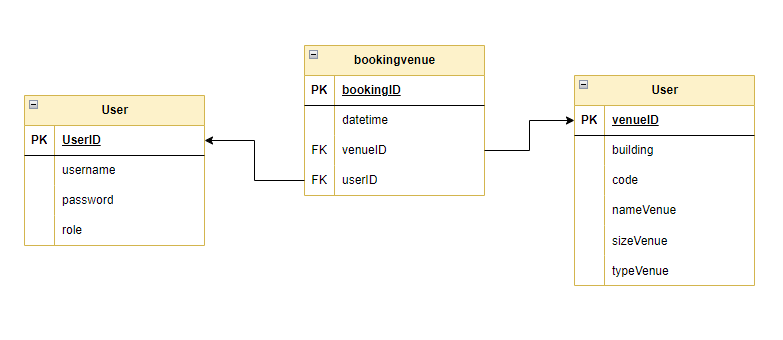 User
PK UserID
username
password
role
bookingvenue
PK bookingID
datetime
FK venueID
FK userID
User
PK venueID
building
code
nameVenue
sizeVenue
typeVenue